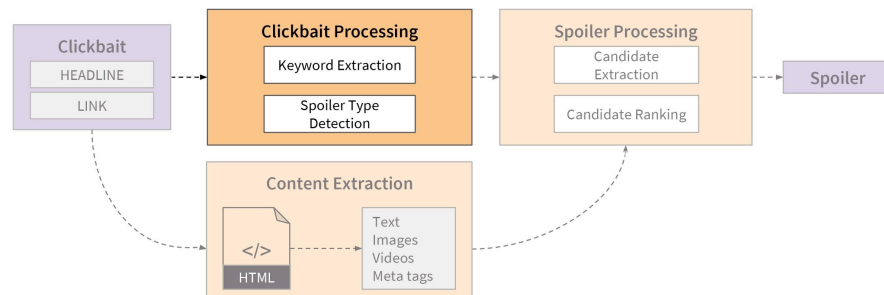 Clickbait
HEADLINE
LINK
Clickbait Processing
Keyword Extraction
Spoiler Type
Detection
Content Extraction
</>
HTML
Text
Images
Videos
Meta tags
Spoiler Processing
Candidate
Extraction
Candidate Ranking
Spoiler